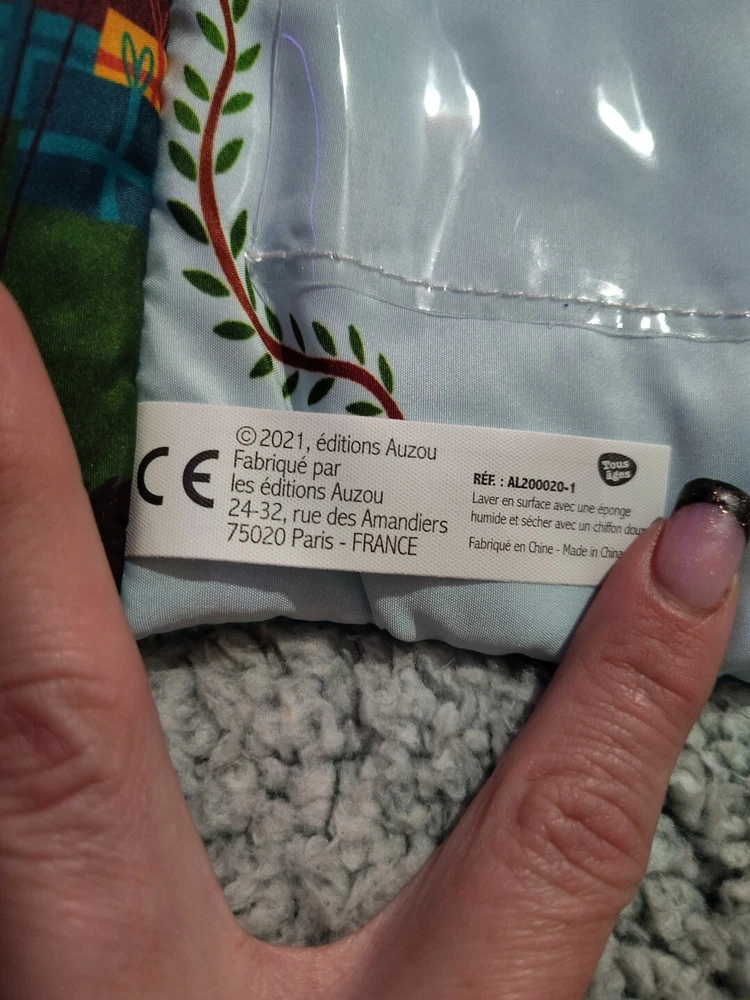 CE
©2021, éditions Auzou
Fabriqué par
les éditions Auzou
24-32, rue des Amandiers
75020 Paris - FRANCE
Tous
âges
RÉF. : AL200020-1
Laver en surface avec une éponge
humide et sécher avec un chiffon doux
Fabriqué en Chine - Made in China